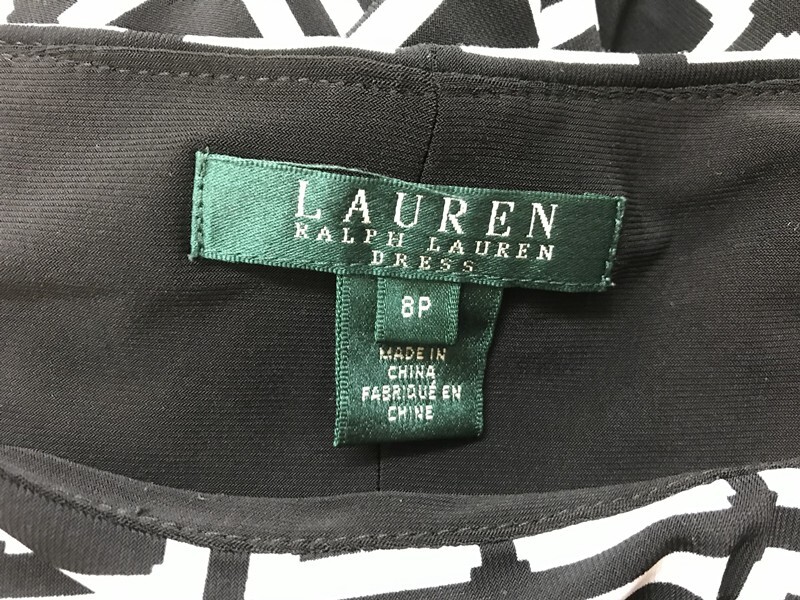 LAUREN
RALPH LAUREN
DRESS
8P
MADE IN
CHINA
FABRIQUÉ EN
CHINE